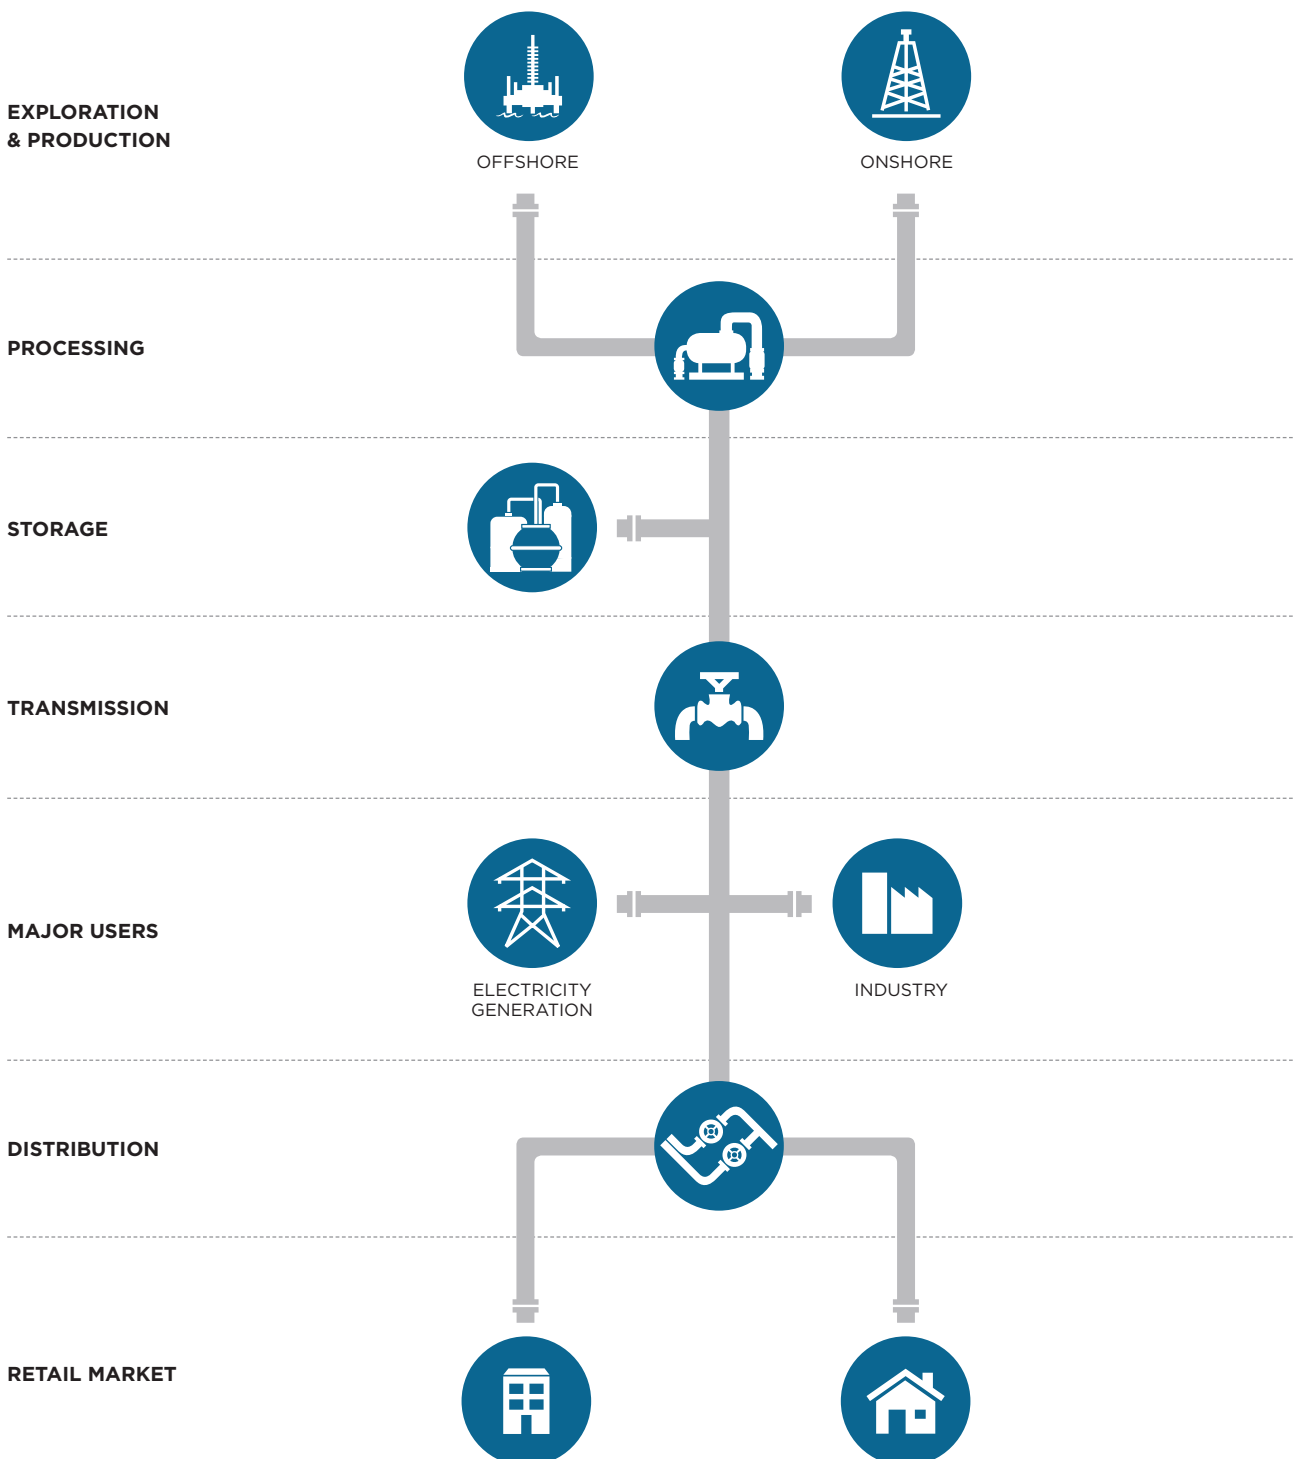 EXPLORATION
& PRODUCTION
OFFSHORE
ONSHORE
PROCESSING
STORAGE
TRANSMISSION
MAJOR USERS
ELECTRICITY
GENERATION
INDUSTRY
DISTRIBUTION
RETAIL MARKET